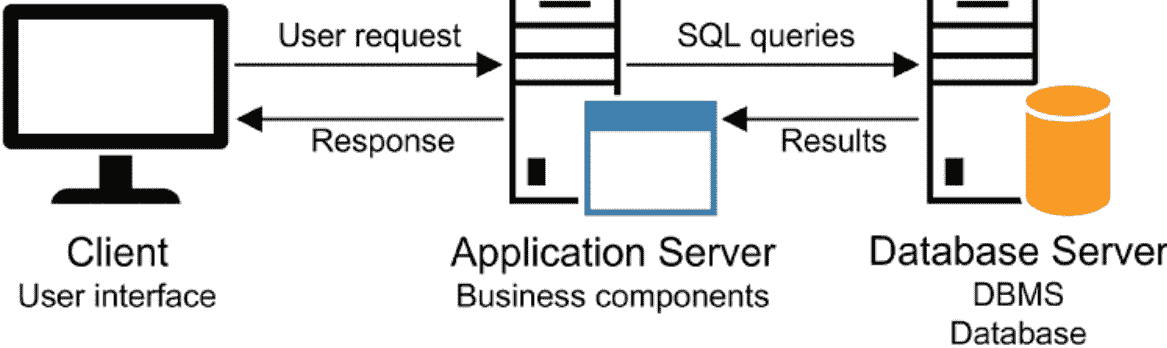 User request
SQL queries
Response
Results
Client
Application Server
Database Server
User interface
Business components
DBMS
Database